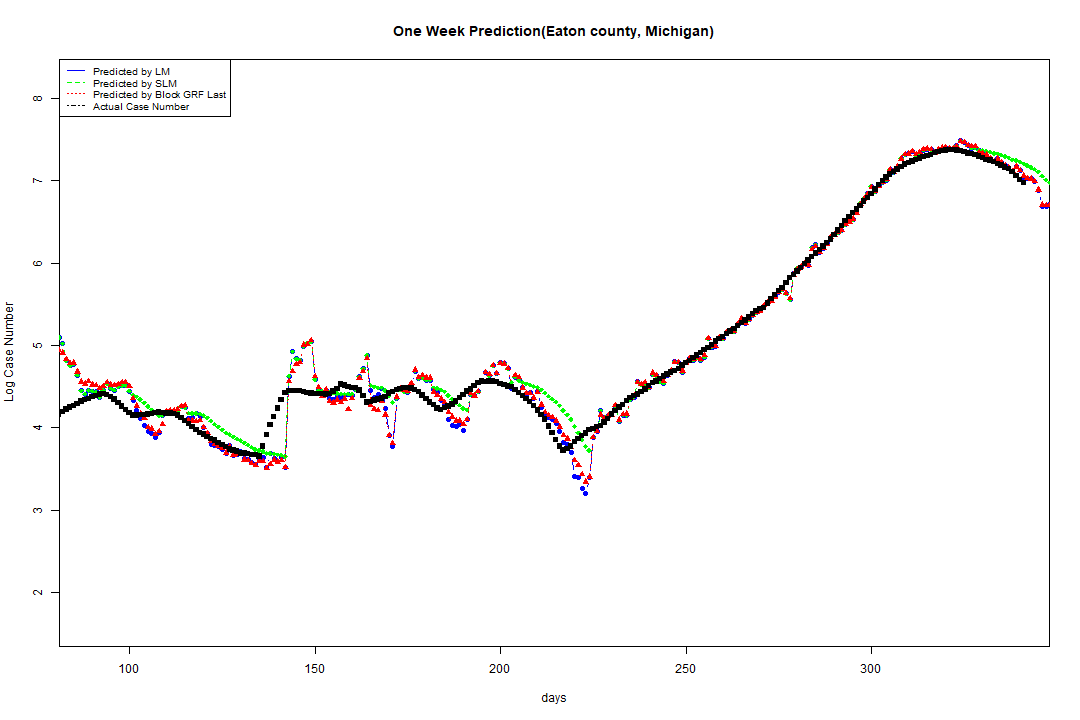 One Week Prediction(Eaton county, Michigan)
Predicted by LM
Predicted by SLM
Predicted by Block GRF Last
Actual Case Number
8
7
6
5
4
3
2
Log Case Number
100 150 200 250 300
days